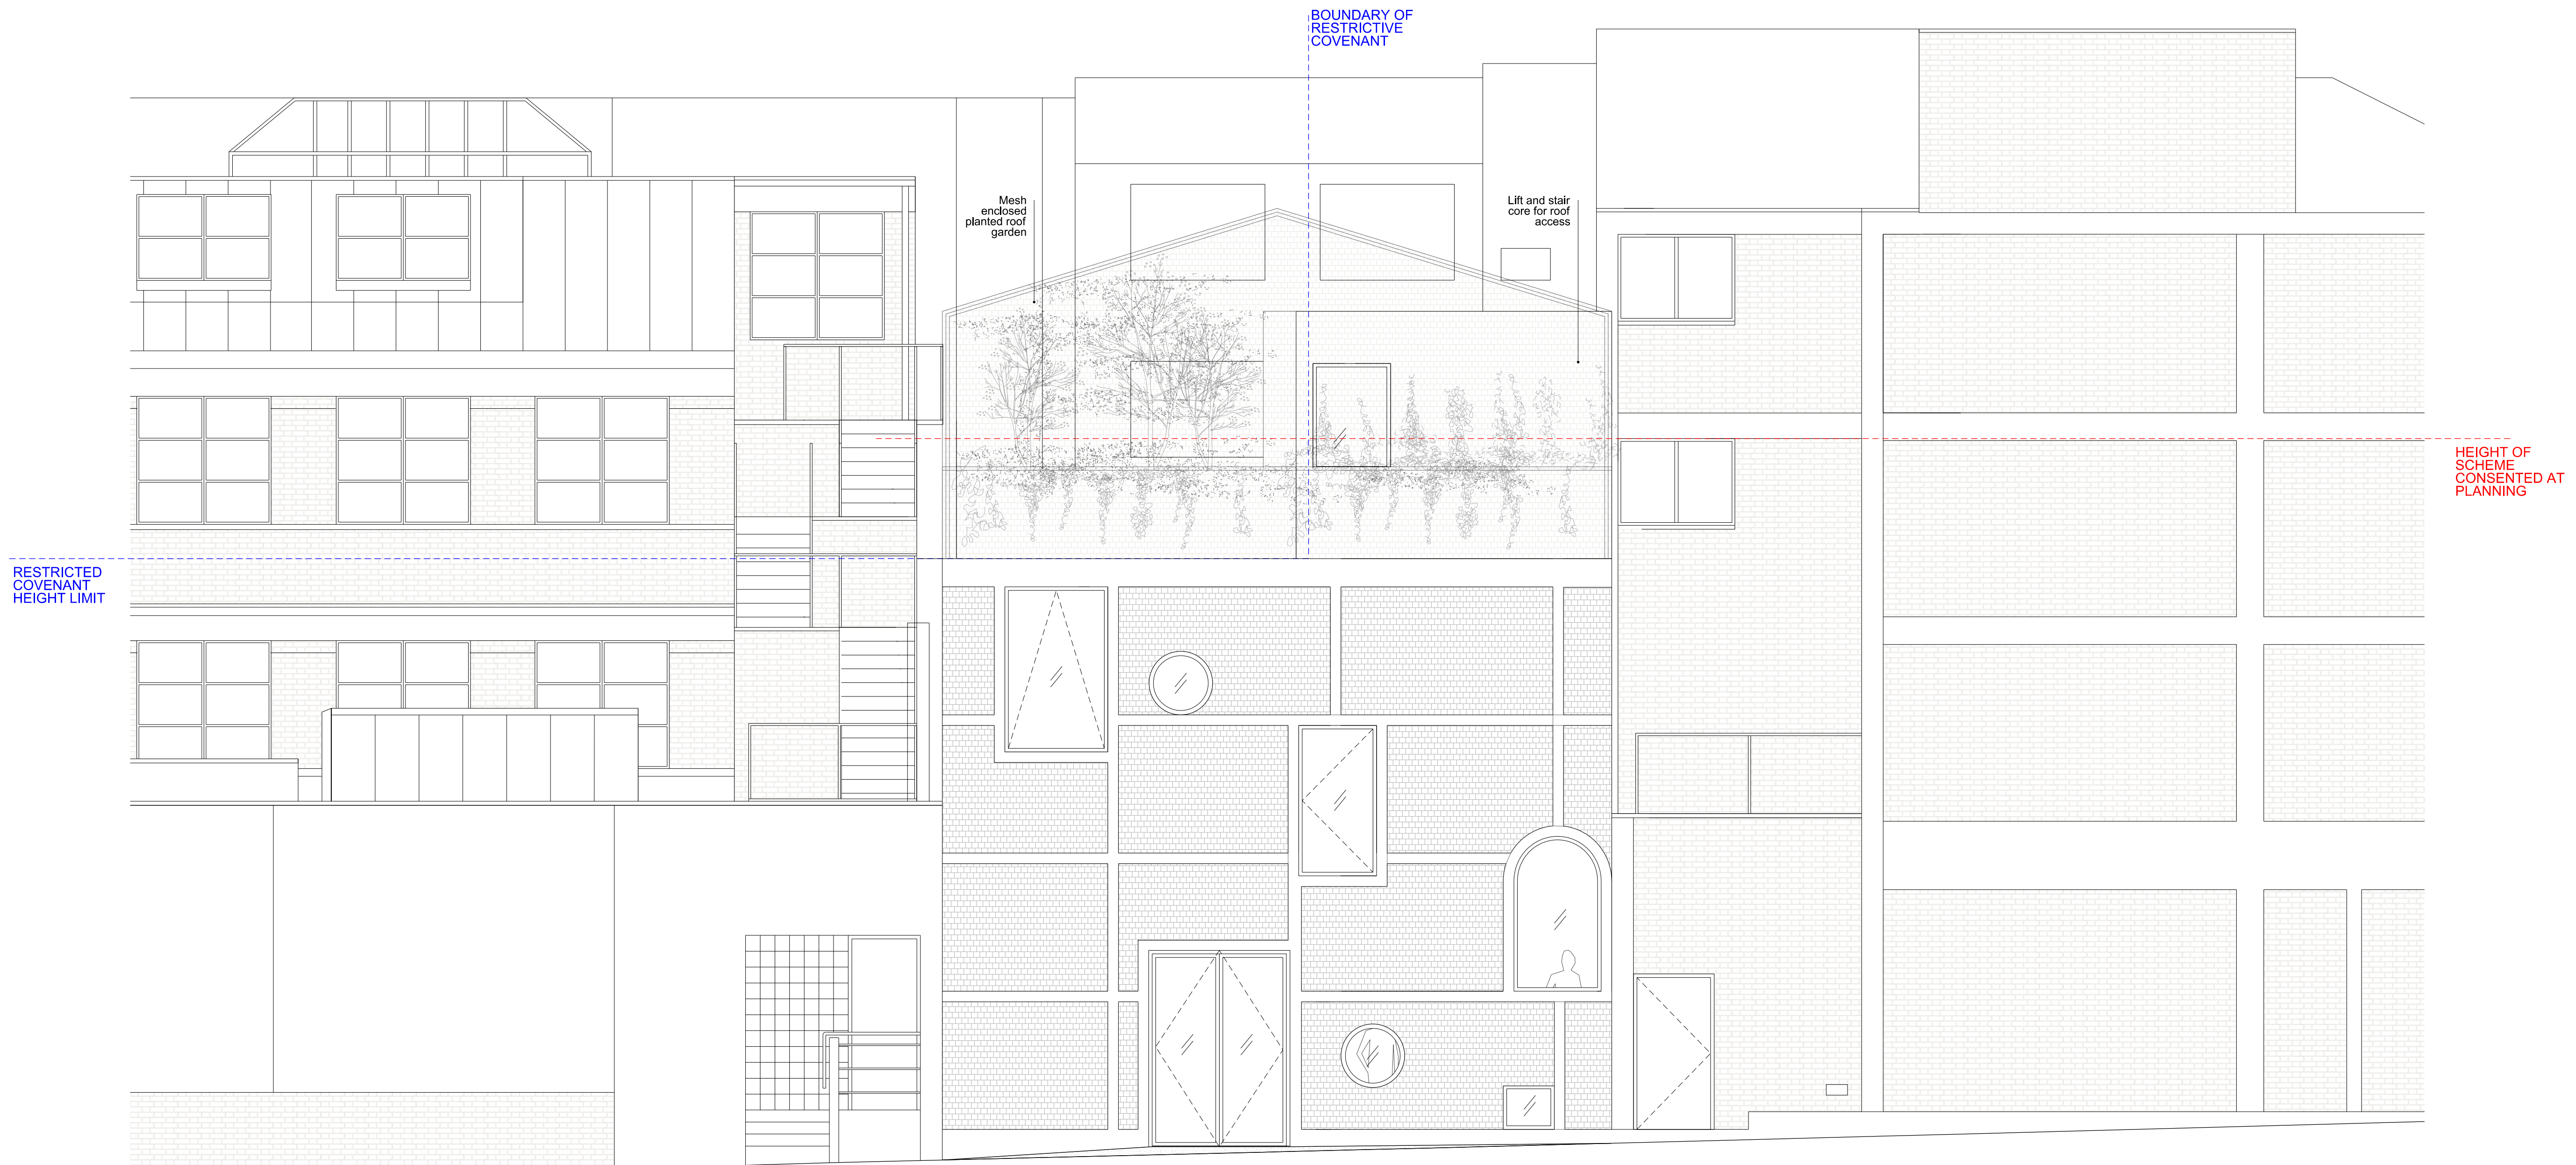 BOUNDARY OF
RESTRICTIVE
COVENANT
Mesh
enclosed
planted roof
garden
Lift and stair
core for roof
access
HEIGHT OF
SCHEME
CONSENTED AT
PLANNING
RESTRICTED
COVENANT
HEIGHT LIMIT